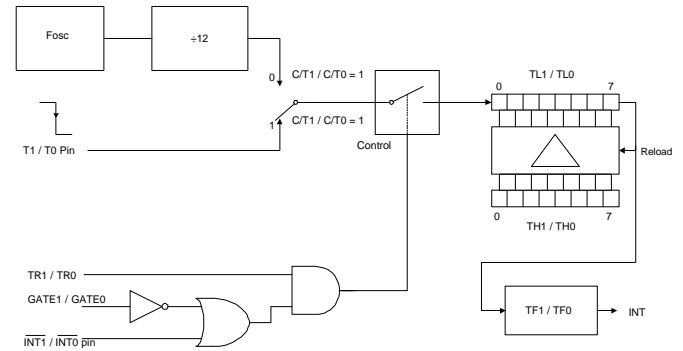 Fosc
÷12
0
C/T1 / C/T0 = 1
1
C/T1 / C/T0 = 1
T1 / T0 Pin
Control
TL1 / TL0
0 7
Reload
0 7
TH1 / TH0
TR1 / TR0
GATE1 / GATE0
INT1 / INT0 pin
TF1 / TF0
INT